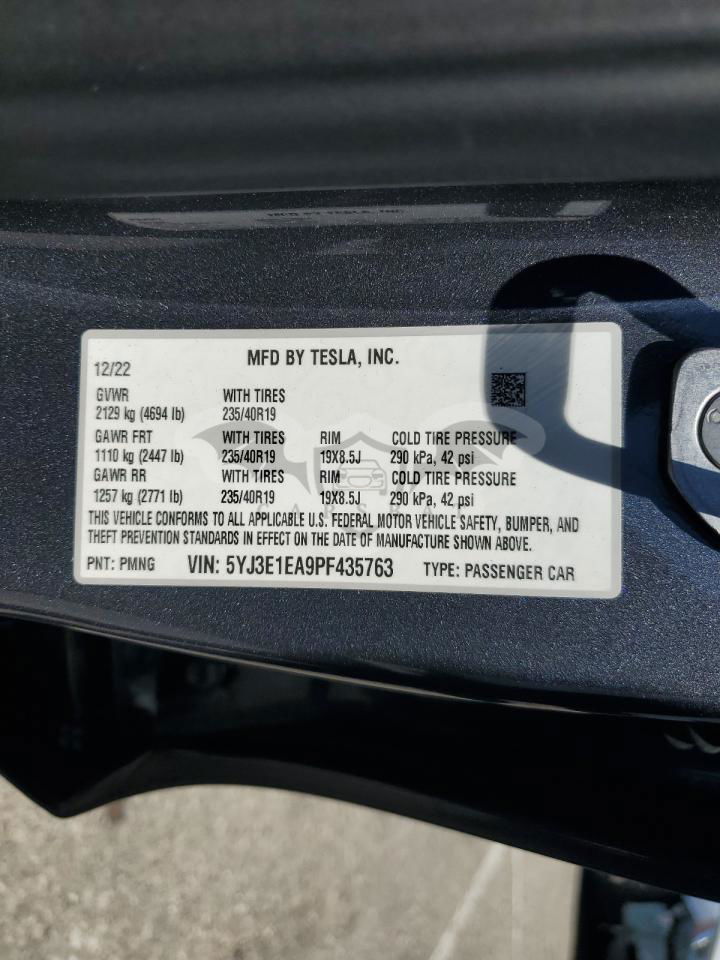 MFD BY TESLA, INC.
12/22
GVWR WITH TIRES
2129 kg (4694 lb) 235/40R19
GAWR FRT WITH TIRES RIM COLD TIRE PRESSURE
1110 kg (2447 lb) 235/40R19 19X8.5J 290 kPa, 42 psi
GAWR RR WITH TIRES RIM COLD TIRE PRESSURE
1257 kg (2771 lb) 235/40R19 19X8.5J 290 kPa, 42 psi
THIS VEHICLE CONFORMS TO ALL APPLICABLE U.S. FEDERAL MOTOR VEHICLE SAFETY, BUMPER, AND
THEFT PREVENTION STANDARDS IN EFFECT ON THE DATE OF MANUFACTURE SHOWN ABOVE.
PNT: PMNG VIN: 5YJ3E1EA9PF435763 TYPE: PASSENGER CAR